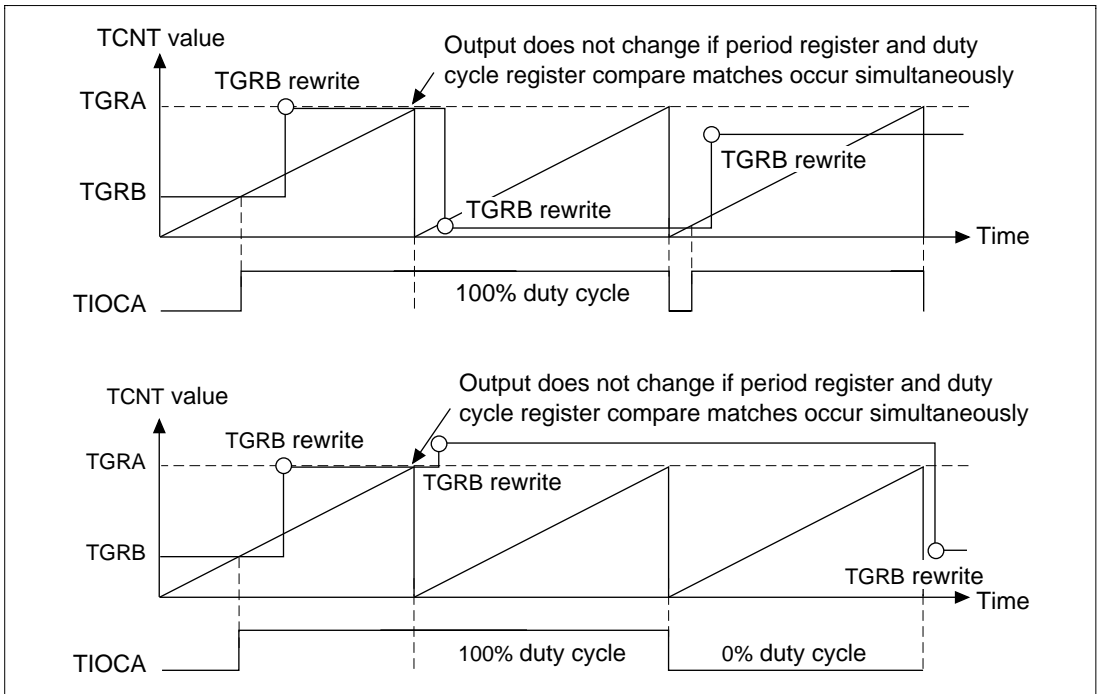 TCNT value
Output does not change if period register and duty
cycle register compare matches occur simultaneously
TGRB rewrite
TGRA
TGRB rewrite
TGRB
TGRB rewrite
Time
100% duty cycle
TIOCA
Output does not change if period register and duty
cycle register compare matches occur simultaneously
TCNT value
TGRB rewrite
TGRA
TGRB rewrite
TGRB
TGRB rewrite
Time
100% duty cycle
0% duty cycle
TIOCA